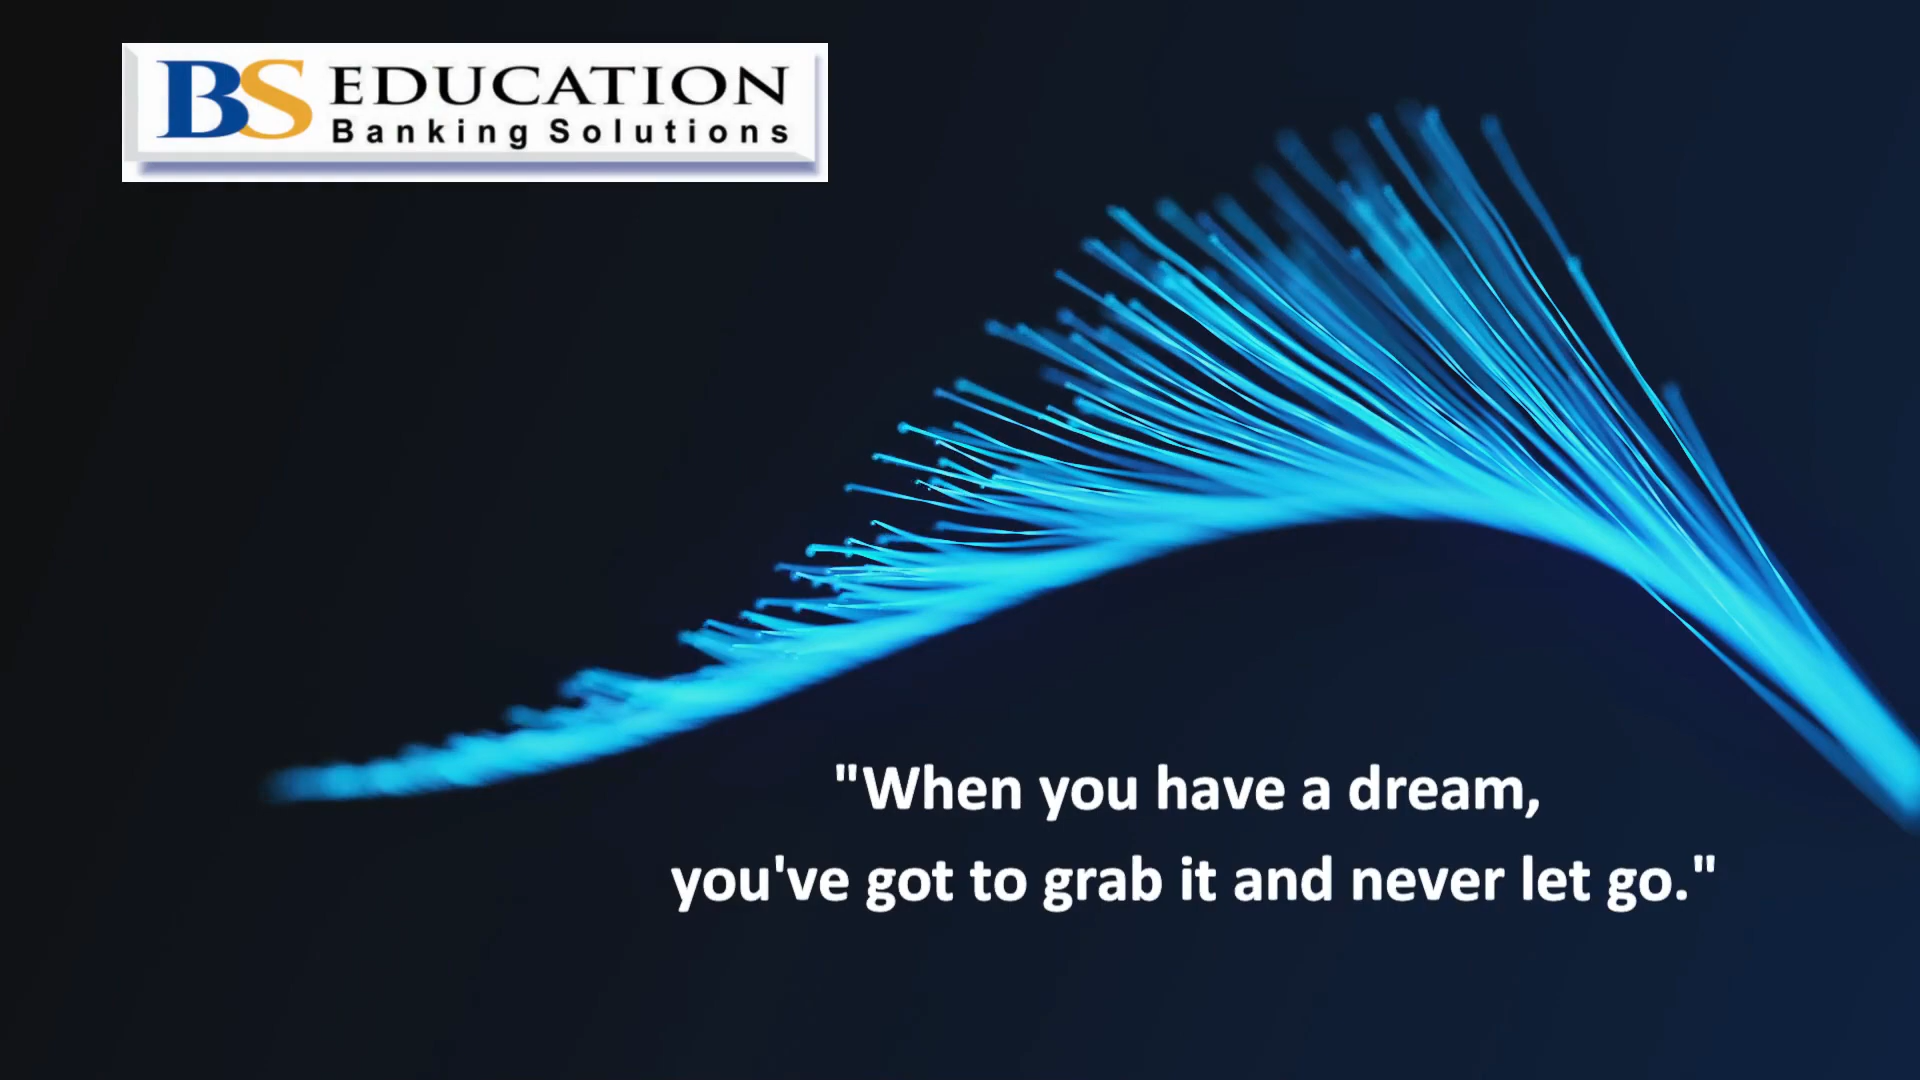 BS EDUCATION
Banking Solutions
"When you have a dream,
you've got to grab it and never let go."